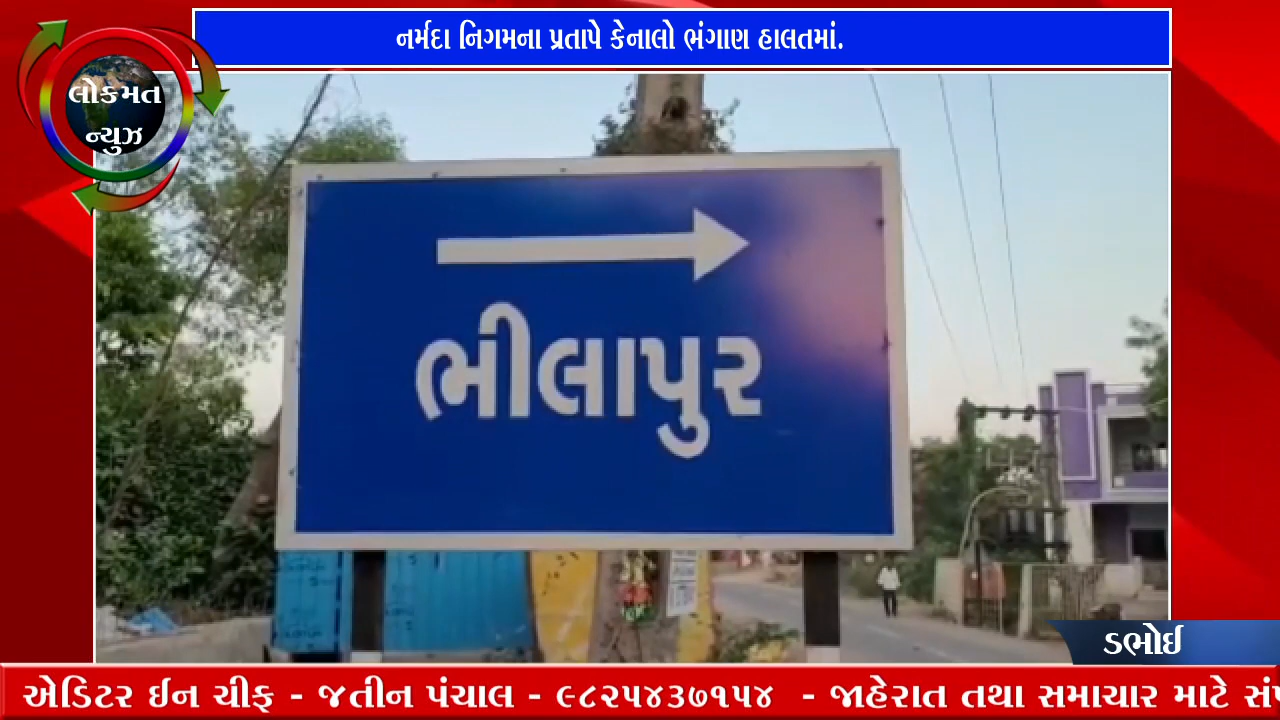 નર્મદા નિગમના પ્રતાપે કેનાલો ભંગાણ હાલતમાં.
લોકમત
ન્યુઝ
ભીલાપુર
ડભોઈ
એડિટર ઈન ચીફ - જતીન પંચાલ - ૯૮૨૫૪૩૭૧૫૪ - જાહેરાત તથા સમાચાર માટે